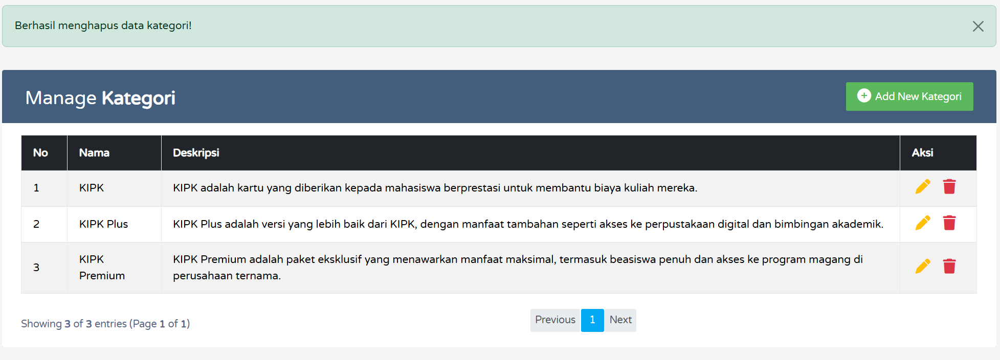 Berhasil menghapus data kategori!
Manage Kategori
Add New Kategori
No Nama Deskripsi Aksi
1 KIPK KIPK adalah kartu yang diberikan kepada mahasiswa berprestasi untuk membantu biaya kuliah mereka.
2 KIPK Plus KIPK Plus adalah versi yang lebih baik dari KIPK, dengan manfaat tambahan seperti akses ke perpustakaan digital dan bimbingan akademik.
3 KIPK Premium KIPK Premium adalah paket eksklusif yang menawarkan manfaat maksimal, termasuk beasiswa penuh dan akses ke program magang di
perusahaan ternama.
Showing 3 of 3 entries (Page 1 of 1)
Previous 1 Next